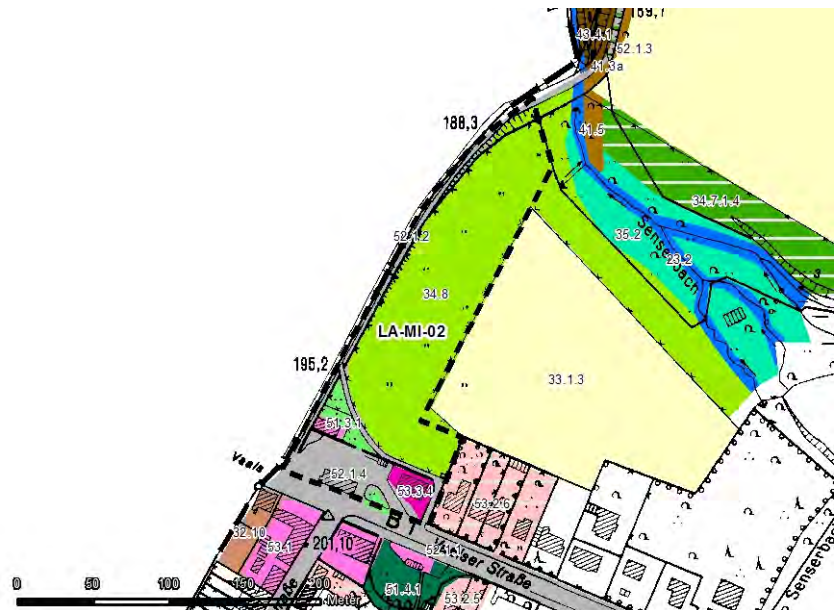 189,1
43.4.1
52.1.3
41.3a
188,3
41.5
34.7.1.4
52.1.2
35.2
Sensenbach
23.2
34.8
LA-MI-02
195,2
33.1.3
51.3.1
Vaals
52.1.4
53.3.4
53.2.6
32.10
53.1
201,10
B 1
52.1.1
Vaalser Straße
51.4.1
53.2.5
Senserbach
0 50 100 150 200
Meter